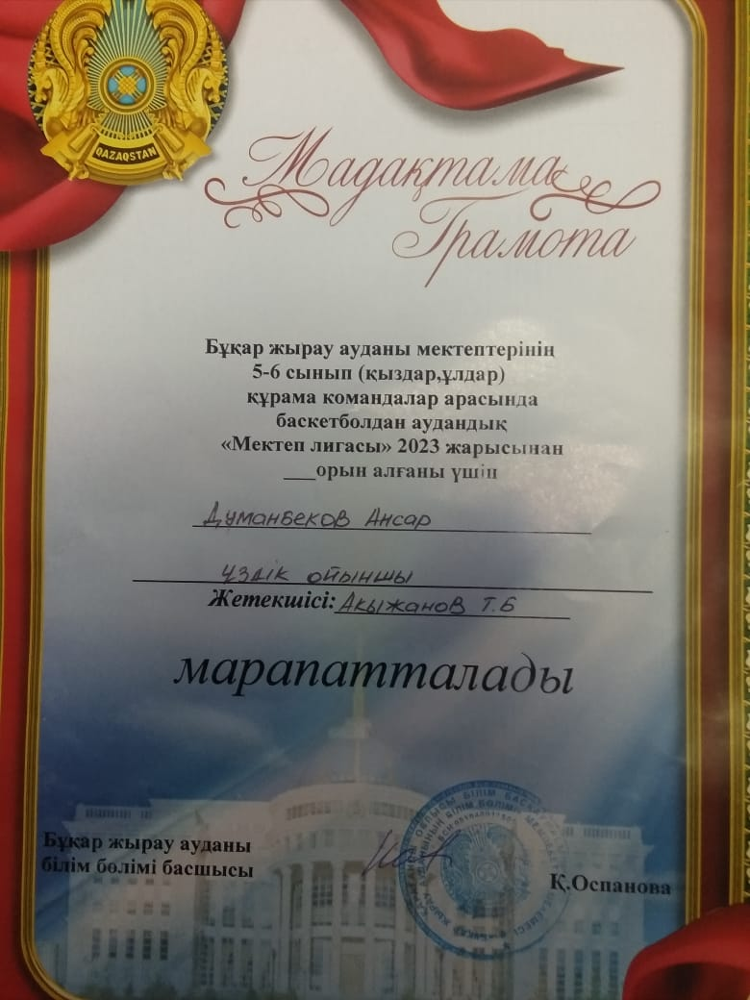 QAZAQSTAN
Мадақтама
Грамота
Бұқар жырау ауданы мектептерінің
5-6 сынып (қыздар,ұлдар)
құрама командалар арасында
баскетболдан аудандық
«Мектеп лигасы» 2023 жарысынан
___орын алғаны үшін
Думанбеков Ансар
үздік ойыншы
Жетекшісі: Акыжанов Т.Б
марапатталады
Бұқар жырау ауданы
білім бөлімі басшысы
Қ.Оспанова